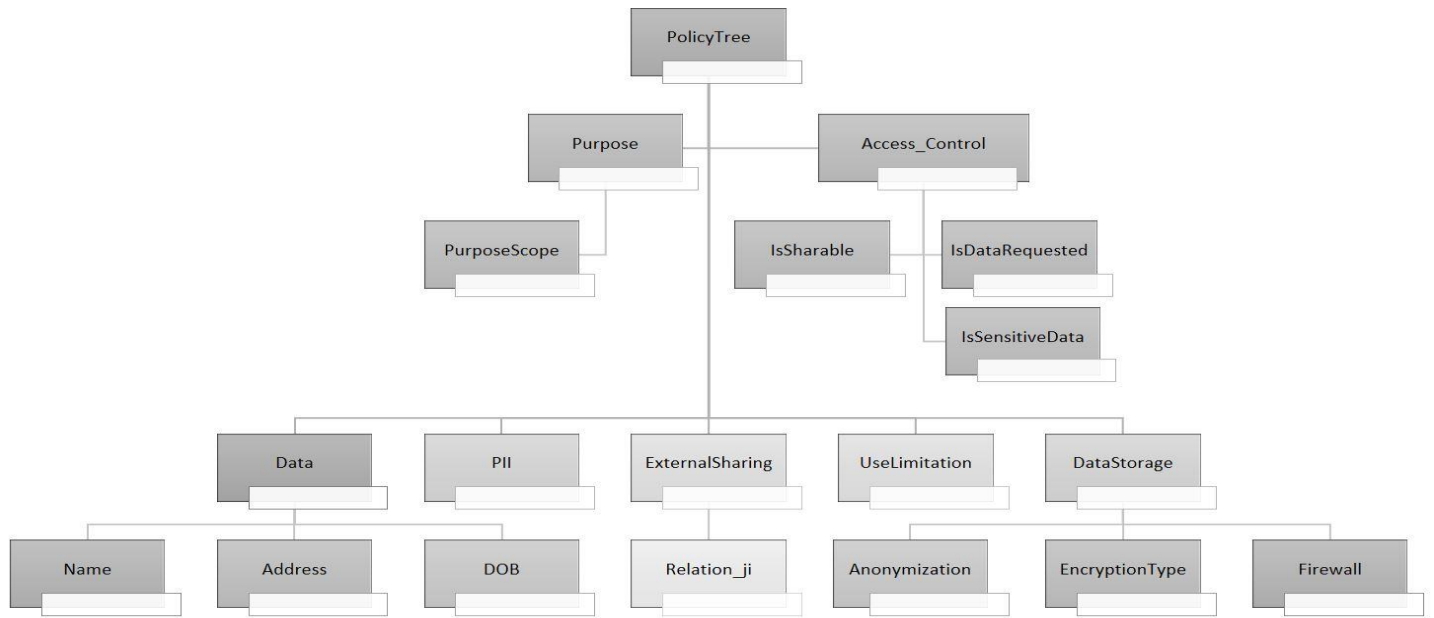 PolicyTree
Purpose
Access_Control
PurposeScope
IsSharable
IsDataRequested
IsSensitiveData
Data
PII
ExternalSharing
UseLimitation
DataStorage
Name
Address
DOB
Relation_ji
Anonymization
EncryptionType
Firewall